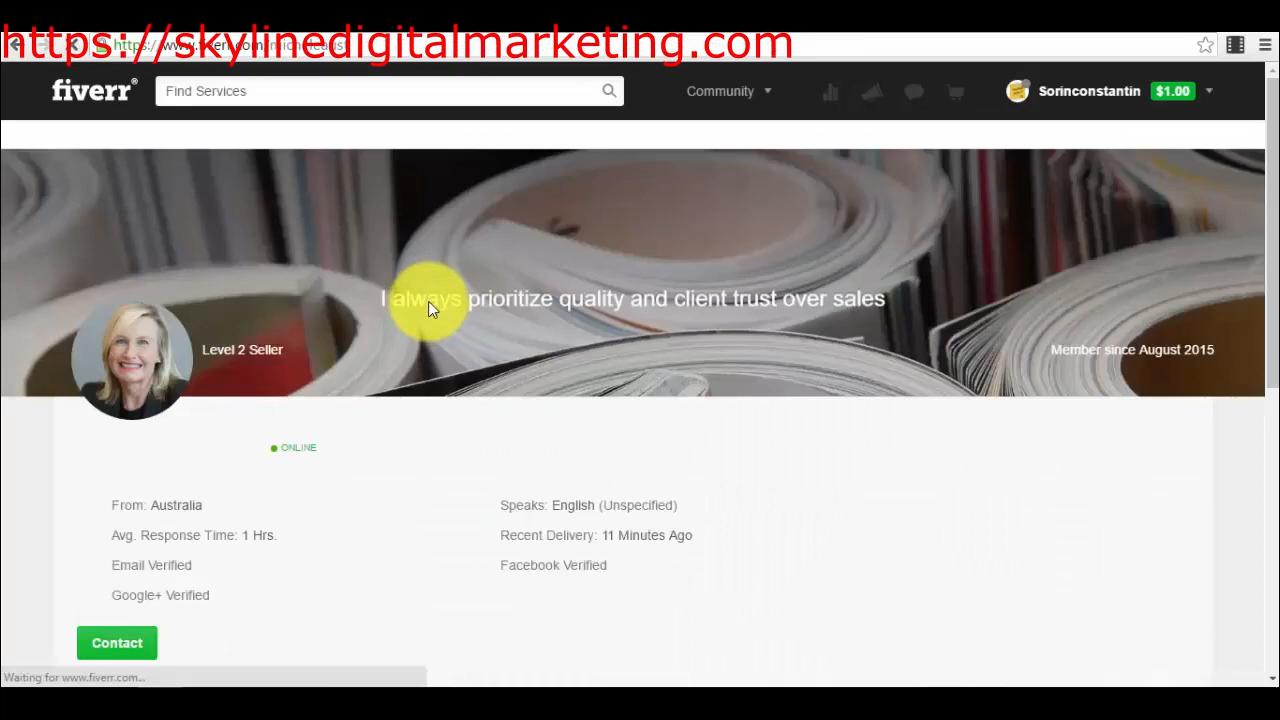 https://skylinedigitalmarketing.com
fiverr®
Find Services
Community
Sorinconstantin $1.00
I always prioritize quality and client trust over sales
Level 2 Seller
Member since August 2015
ONLINE
From: Australia
Speaks: English (Unspecified)
Avg. Response Time: 1 Hrs.
Recent Delivery: 11 Minutes Ago
Email Verified
Facebook Verified
Google+ Verified
Contact
Waiting for www.fiverr.com...